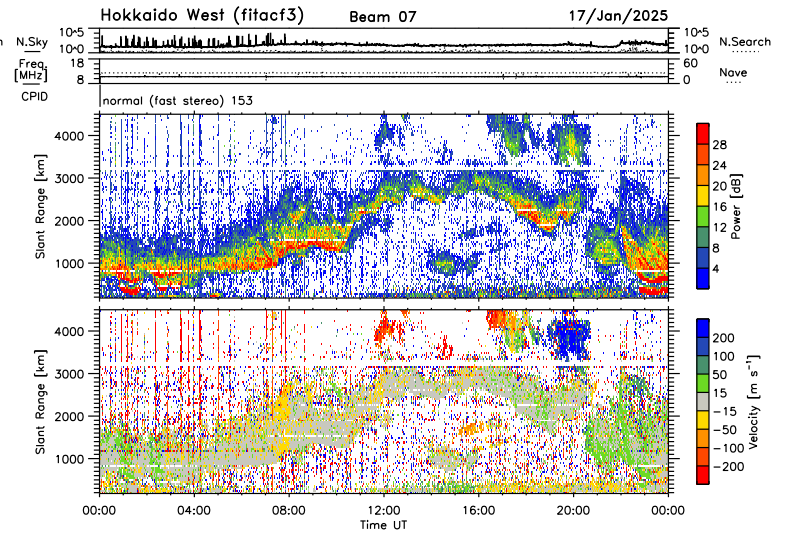 Hokkaido West (fitacf3) Beam 07 17/Jan/2025
N.Sky 10^5 10^0 10^5 10^0 N.Search
Freq. [MHz] 18 8 60 0 Nave
CPID normal (fast stereo) 153
Slant Range [km] 4000 3000 2000 1000
28 24 20 16 12 8 4 Power [dB]
Slant Range [km] 4000 3000 2000 1000
200 100 50 15 -15 -50 -100 -200 Velocity [m s⁻¹]
00:00 04:00 08:00 12:00 16:00 20:00 00:00
Time UT